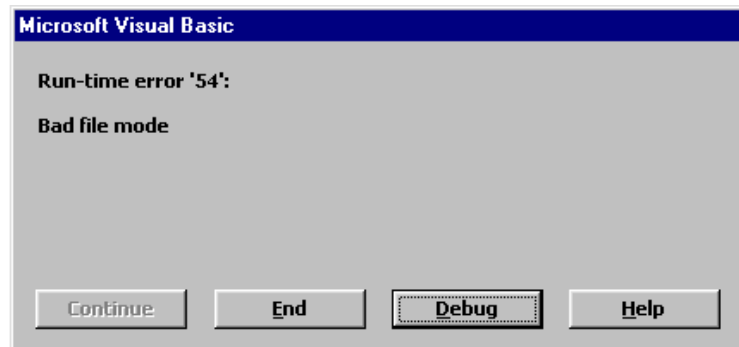 Microsoft Visual Basic
Run-time error '54':
Bad file mode
Continue End Debug Help